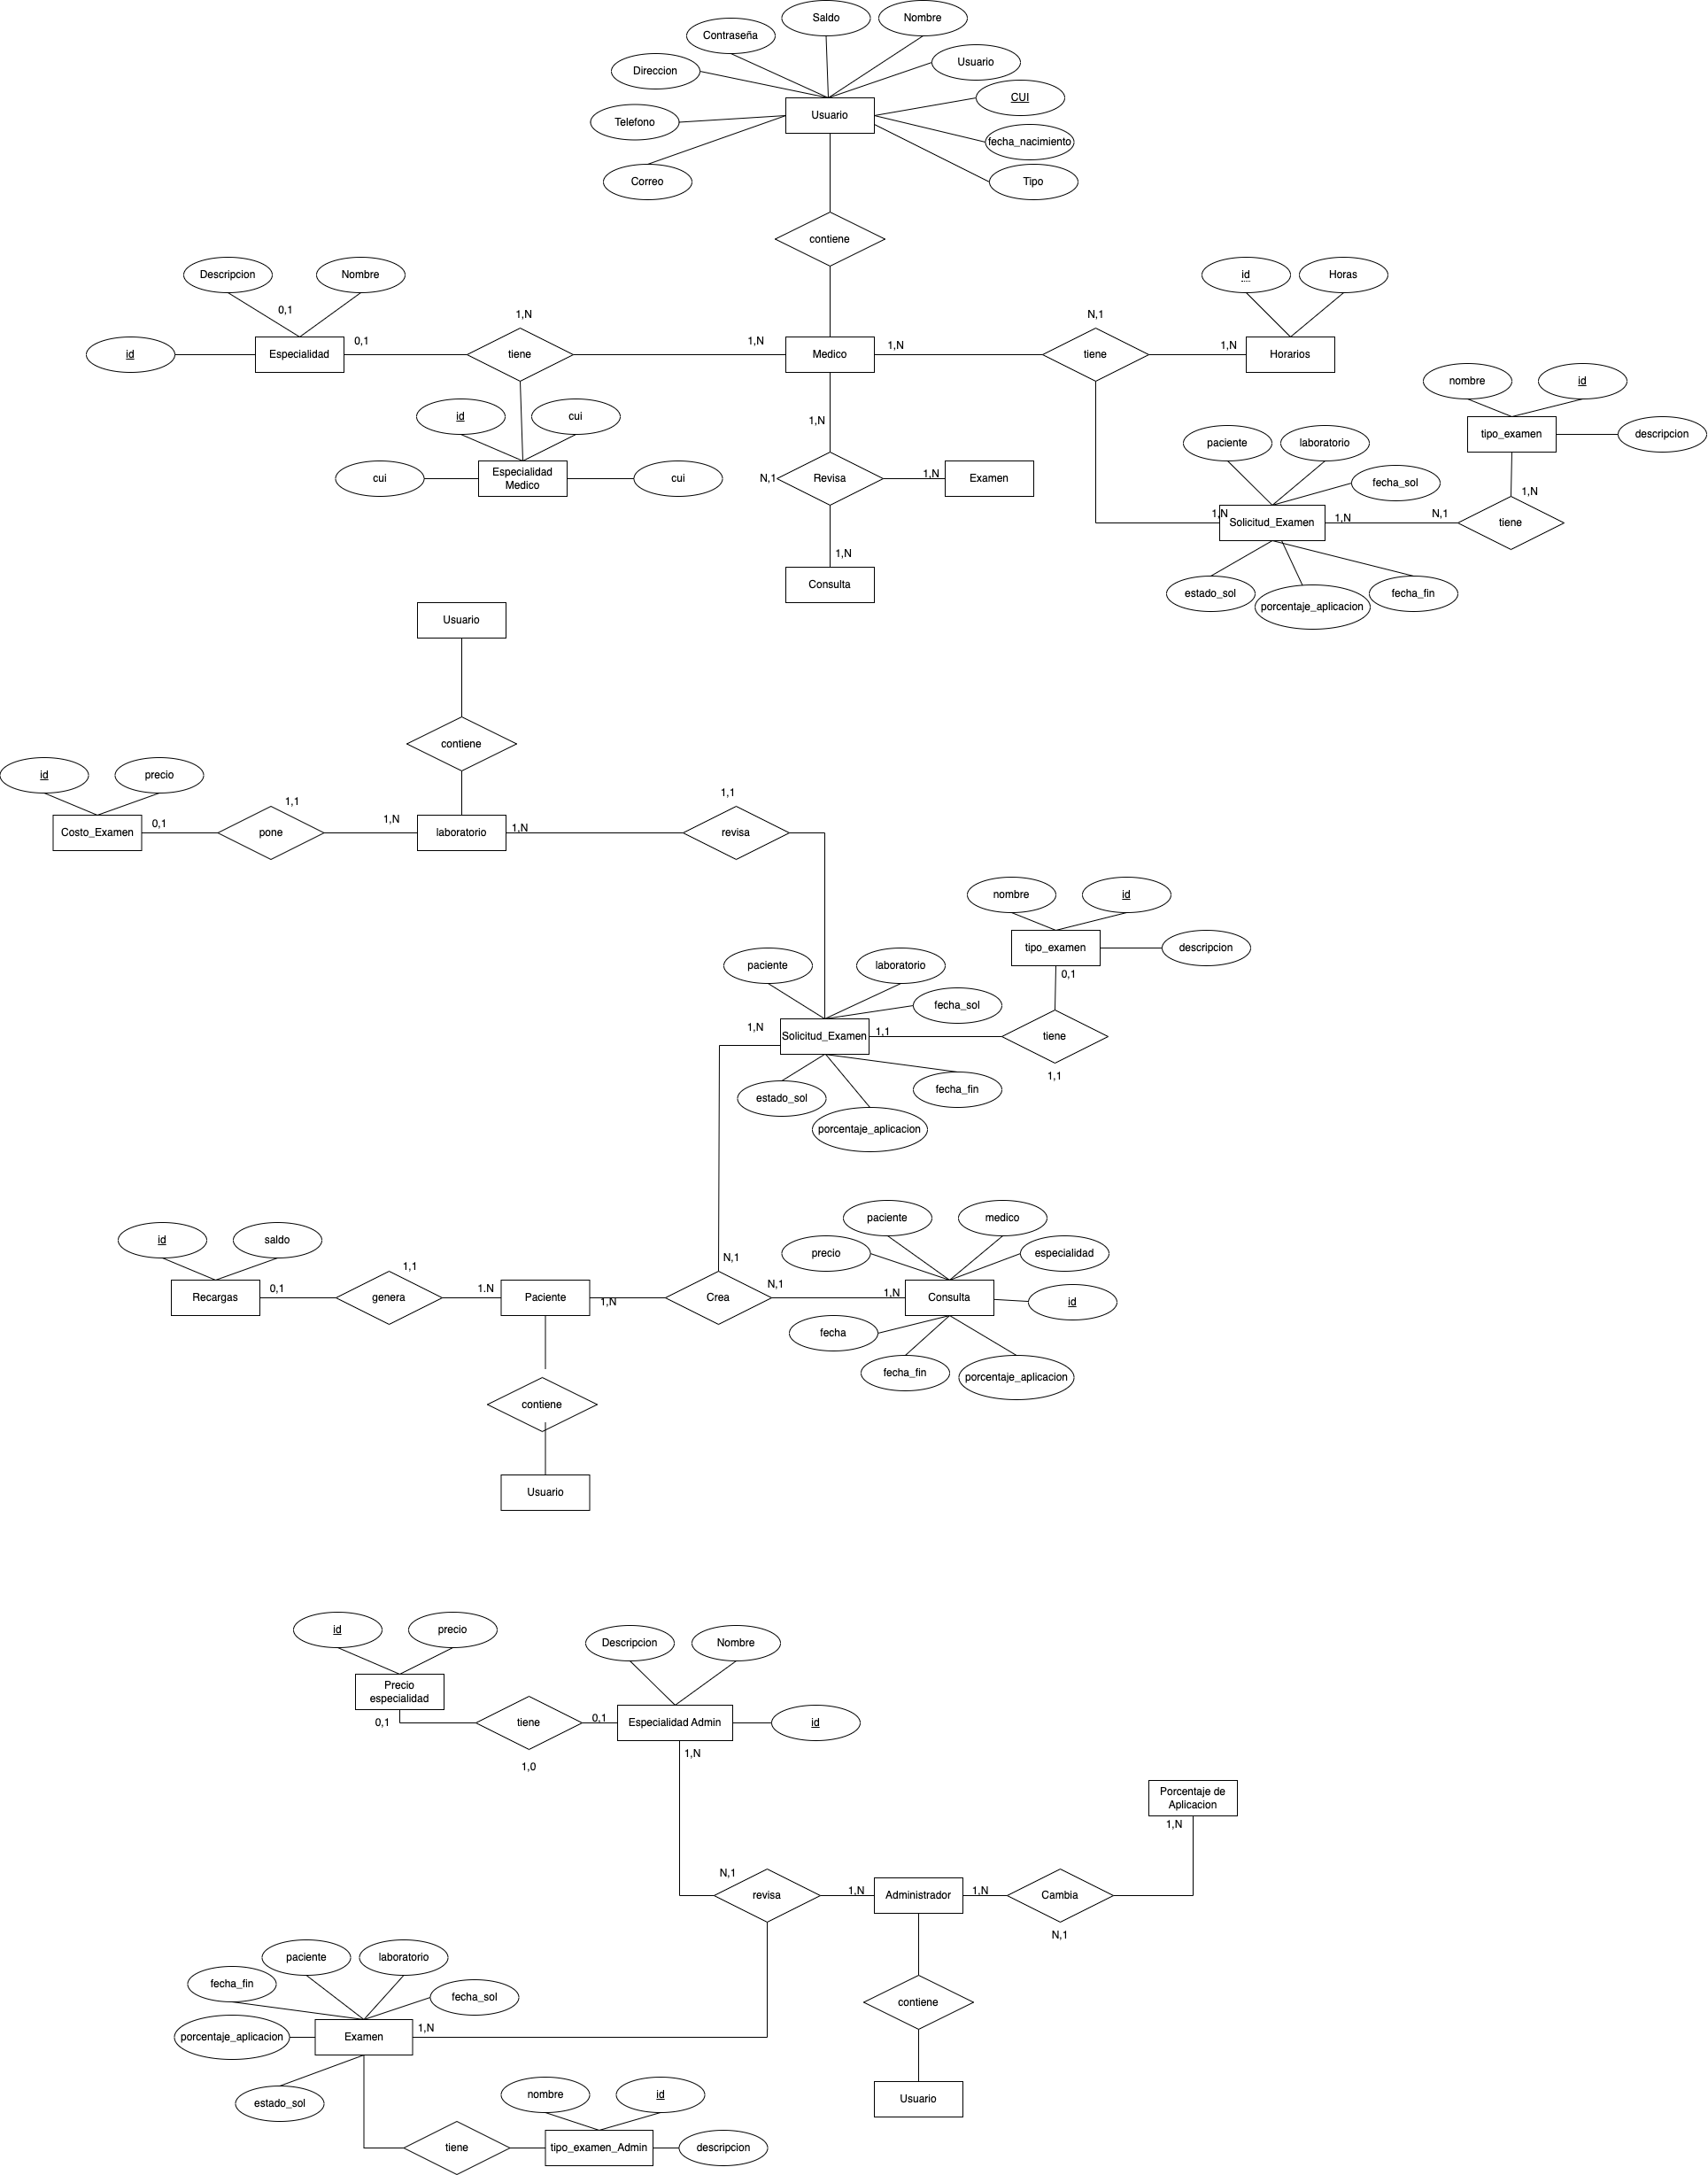 Saldo
Nombre
Contraseña
Usuario
Direccion
CUI
Usuario
Telefono
fecha_nacimiento
Correo
Tipo
contiene
Descripcion
Nombre
id
Horas
0,1
1,N
N,1
0,1
1,N
1,N
1,N
id
Especialidad
tiene
Medico
tiene
Horarios
nombre
id
id
cui
1,N
tipo_examen
descripcion
paciente
laboratorio
cui
Especialidad
Medico
cui
N,1
Revisa
1,N
Examen
fecha_sol
1,N
1,N
1,N
N,1
Solicitud_Examen
tiene
1,N
Consulta
estado_sol
porcentaje_aplicacion
fecha_fin
Usuario
contiene
id
precio
1,1
1,1
0,1
1,N
1,N
Costo_Examen
pone
laboratorio
revisa
nombre
id
tipo_examen
descripcion
paciente
laboratorio
0,1
fecha_sol
1,N
1,1
Solicitud_Examen
tiene
1,1
estado_sol
fecha_fin
porcentaje_aplicacion
paciente
medico
id
saldo
precio
especialidad
1,1
N,1
0,1
1.N
1,N
N,1
1,N
Recargas
genera
Paciente
Crea
Consulta
id
fecha
fecha_fin
porcentaje_aplicacion
contiene
Usuario
id
precio
Descripcion
Nombre
Precio
especialidad
0,1
tiene
0,1
Especialidad Admin
id
1,N
1,0
Porcentaje de
Aplicacion
1,N
N,1
1,N
1,N
revisa
Administrador
Cambia
N,1
paciente
laboratorio
fecha_fin
fecha_sol
contiene
1,N
porcentaje_aplicacion
Examen
estado_sol
nombre
id
Usuario
tiene
tipo_examen_Admin
descripcion